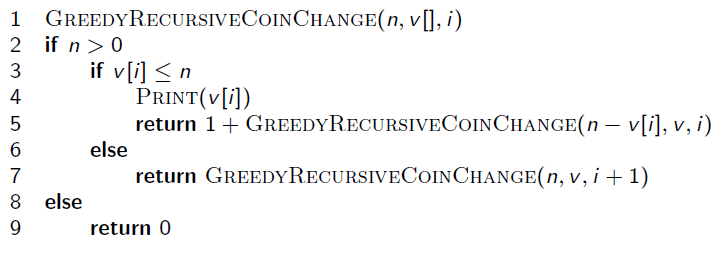 1 GREEDYRECURSIVECOINCHANGE(n, v[], i)
2 if n > 0
3 if v[i] ≤ n
4 PRINT(v[i])
5 return 1 + GREEDYRECURSIVECOINCHANGE(n − v[i], v, i)
6 else
7 return GREEDYRECURSIVECOINCHANGE(n, v, i + 1)
8 else
9 return 0